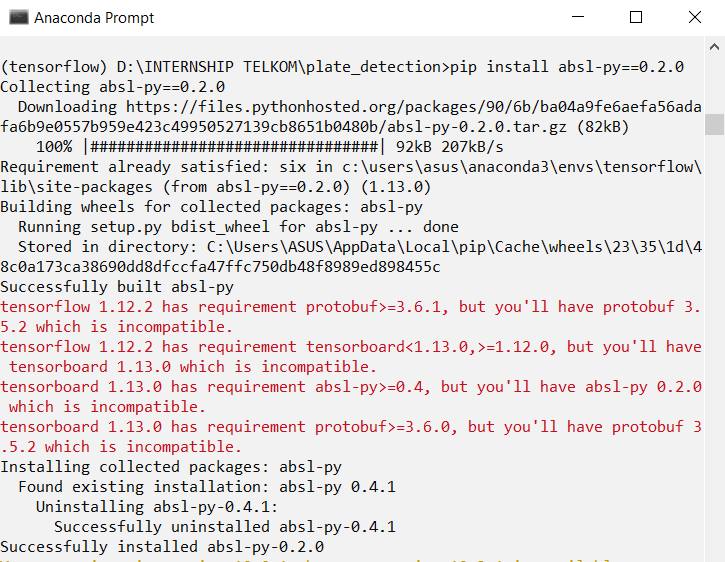 Anaconda Prompt
(tensorflow) D:\INTERNSHIP TELKOM\plate_detection>pip install absl-py==0.2.0
Collecting absl-py==0.2.0
  Downloading https://files.pythonhosted.org/packages/90/6b/ba04a9fe6aefa56ada
fa6b9e0557b959e423c49950527139cb8651b0480b/absl-py-0.2.0.tar.gz (82kB)
    100% |################################| 92kB 207kB/s
Requirement already satisfied: six in c:\users\asus\anaconda3\envs\tensorflow\
lib\site-packages (from absl-py==0.2.0) (1.13.0)
Building wheels for collected packages: absl-py
  Running setup.py bdist_wheel for absl-py ... done
  Stored in directory: C:\Users\ASUS\AppData\Local\pip\Cache\wheels\23\35\1d\4
8c0a173ca38690dd8dfccfa47ffc750db48f8989ed898455c
Successfully built absl-py
tensorflow 1.12.2 has requirement protobuf>=3.6.1, but you'll have protobuf 3.
5.2 which is incompatible.
tensorflow 1.12.2 has requirement tensorboard<1.13.0,>=1.12.0, but you'll have
 tensorboard 1.13.0 which is incompatible.
tensorboard 1.13.0 has requirement absl-py>=0.4, but you'll have absl-py 0.2.0
 which is incompatible.
tensorboard 1.13.0 has requirement protobuf>=3.6.0, but you'll have protobuf 3
.5.2 which is incompatible.
Installing collected packages: absl-py
  Found existing installation: absl-py 0.4.1
    Uninstalling absl-py-0.4.1:
      Successfully uninstalled absl-py-0.4.1
Successfully installed absl-py-0.2.0